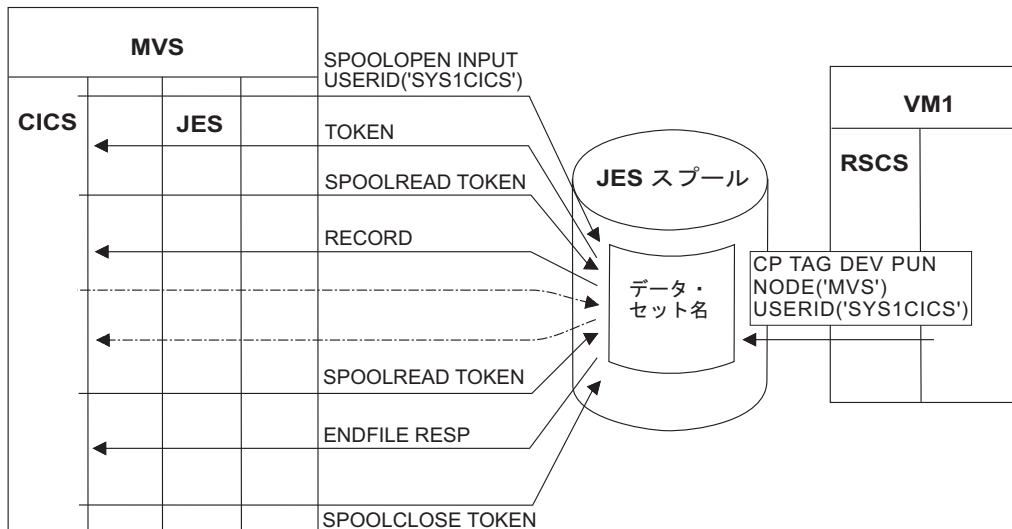 MVS
CICS
JES
SPOOLOPEN INPUT
USERID('SYS1CICS')
TOKEN
SPOOLREAD TOKEN
RECORD
SPOOLREAD TOKEN
ENDFILE RESP
SPOOLCLOSE TOKEN
JES スプール
データ・
セット名
VM1
RSCS
CP TAG DEV PUN
NODE('MVS')
USERID('SYS1CICS')